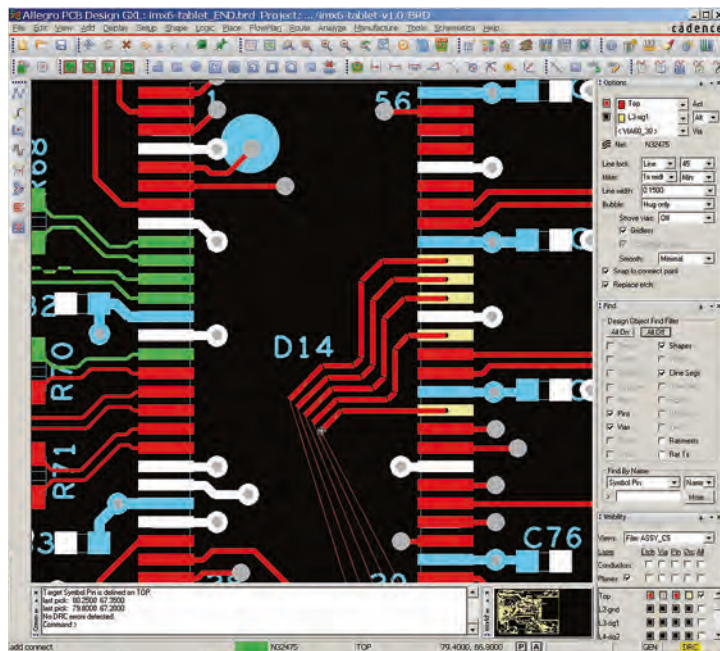 Allegro PCB Design GXL: imx6-tablet_END.brd Project: .../imx6-tablet-v1.0/BRD
File Edit View Add Display Setup Shape Logic Place FlowPlan Route Analyze Manufacture Tools Schematics Help
cādence
Options
Top
Act
L3-sig1
Alt
<VIA60_30>
Via
Net: N32475
Line lock: Line 45
Miter: 1x width Min
Line width: 0.1500
Bubble: Hug only
Shove vias: Off
Gridless
Smooth: Minimal
Snap to connect point
Replace etch
Find
Design Object Find Filter
All On All Off
Shapes
Cline Segs
Pins
Vias
Ratsnests
Rat Ts
Find By Name
Symbol Pin Name
> More...
Visibility
Views: Film: ASSY_CS
Layer Etch Via Pin Drc All
Conductors
Planes
Top
L2-gnd
L3-sig1
L4-sig2
1
56
R68
D14
R70
R71
C76
Target Symbol Pin is defined on TOP.
last pick: 80.2500 67.3500
last pick: 79.8000 67.2000
No DRC errors detected.
Command >
add connect N32475 TOP 79.4000, 66.8000 P A GEN DRC